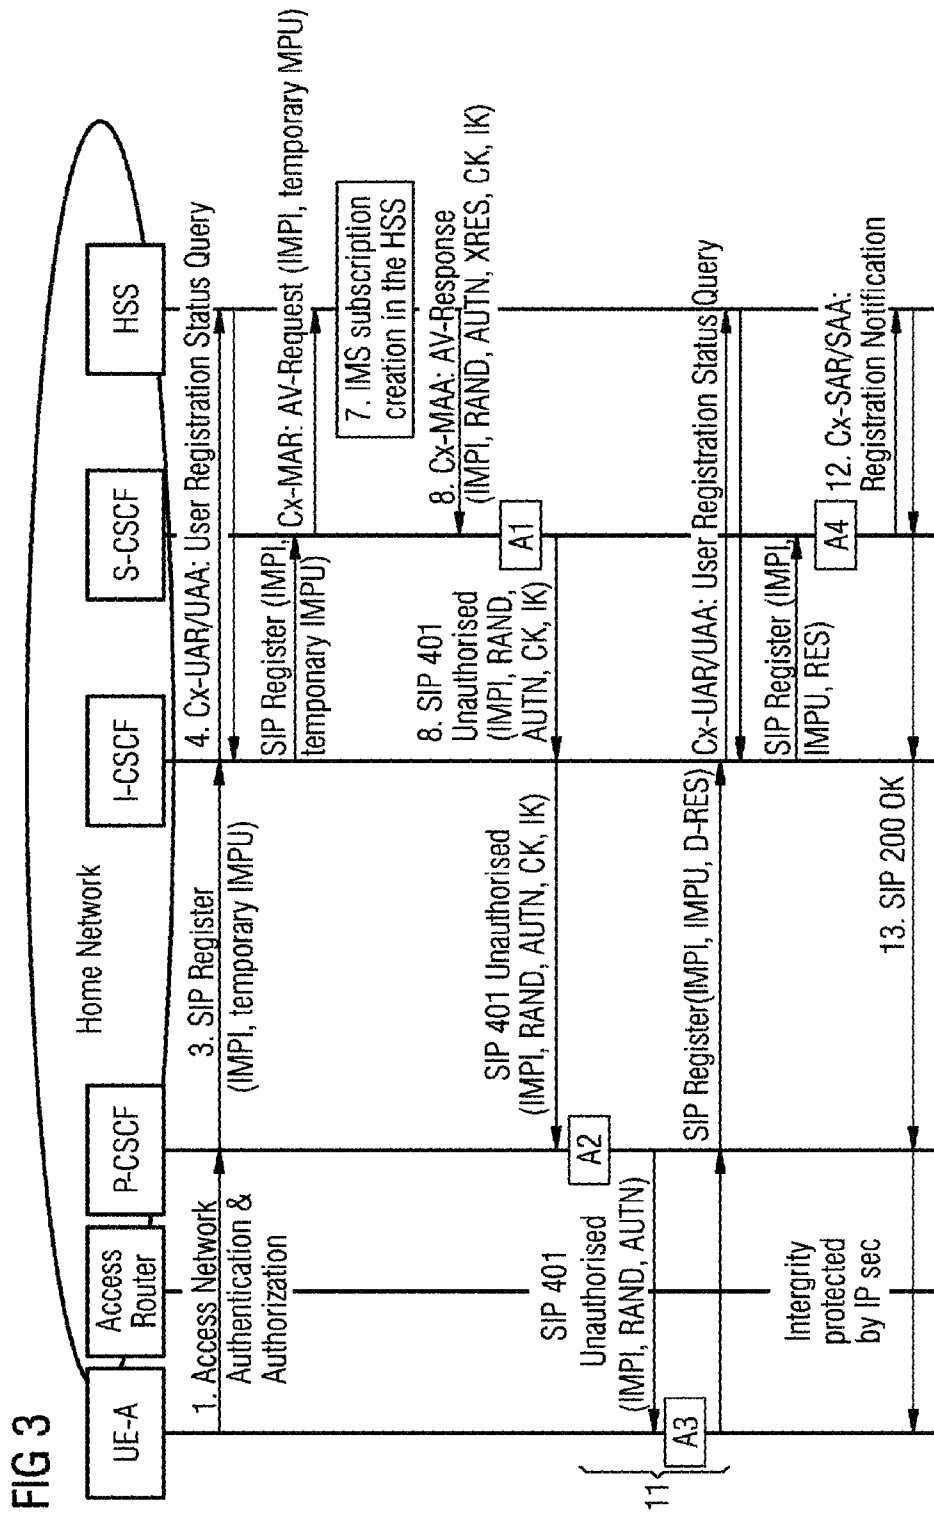 FIG 3
Home Network
UE-A
Access
Router
P-CSCF
I-CSCF
S-CSCF
HSS
1. Access Network
Authentication &
Authorization
3. SIP Register
(IMPI, temporary IMPU)
4. Cx-UAR/UAA: User Registration Status Query
SIP Register (IMPI,
temponary IMPU)
Cx-MAR: AV-Request (IMPI, temporary MPU)
7. IMS subscription
creation in the HSS
8. Cx-MAA: AV-Response
(IMPI, RAND, AUTN, XRES, CK, IK)
A1
8. SIP 401
Unauthorised
(IMPI, RAND,
AUTN, CK, IK)
SIP 401 Unauthorised
(IMPI, RAND, AUTN, CK, IK)
A2
SIP 401
Unauthorised
(IMPI, RAND, AUTN)
A3
11
SIP Register(IMPI, IMPU, D-RES)
Cx-UAR/UAA: User Registration Status Query
SIP Register (IMPI,
IMPU, RES)
A4
12. Cx-SAR/SAA:
Registration Notification
Intergrity
protected
by IP sec
13. SIP 200 OK